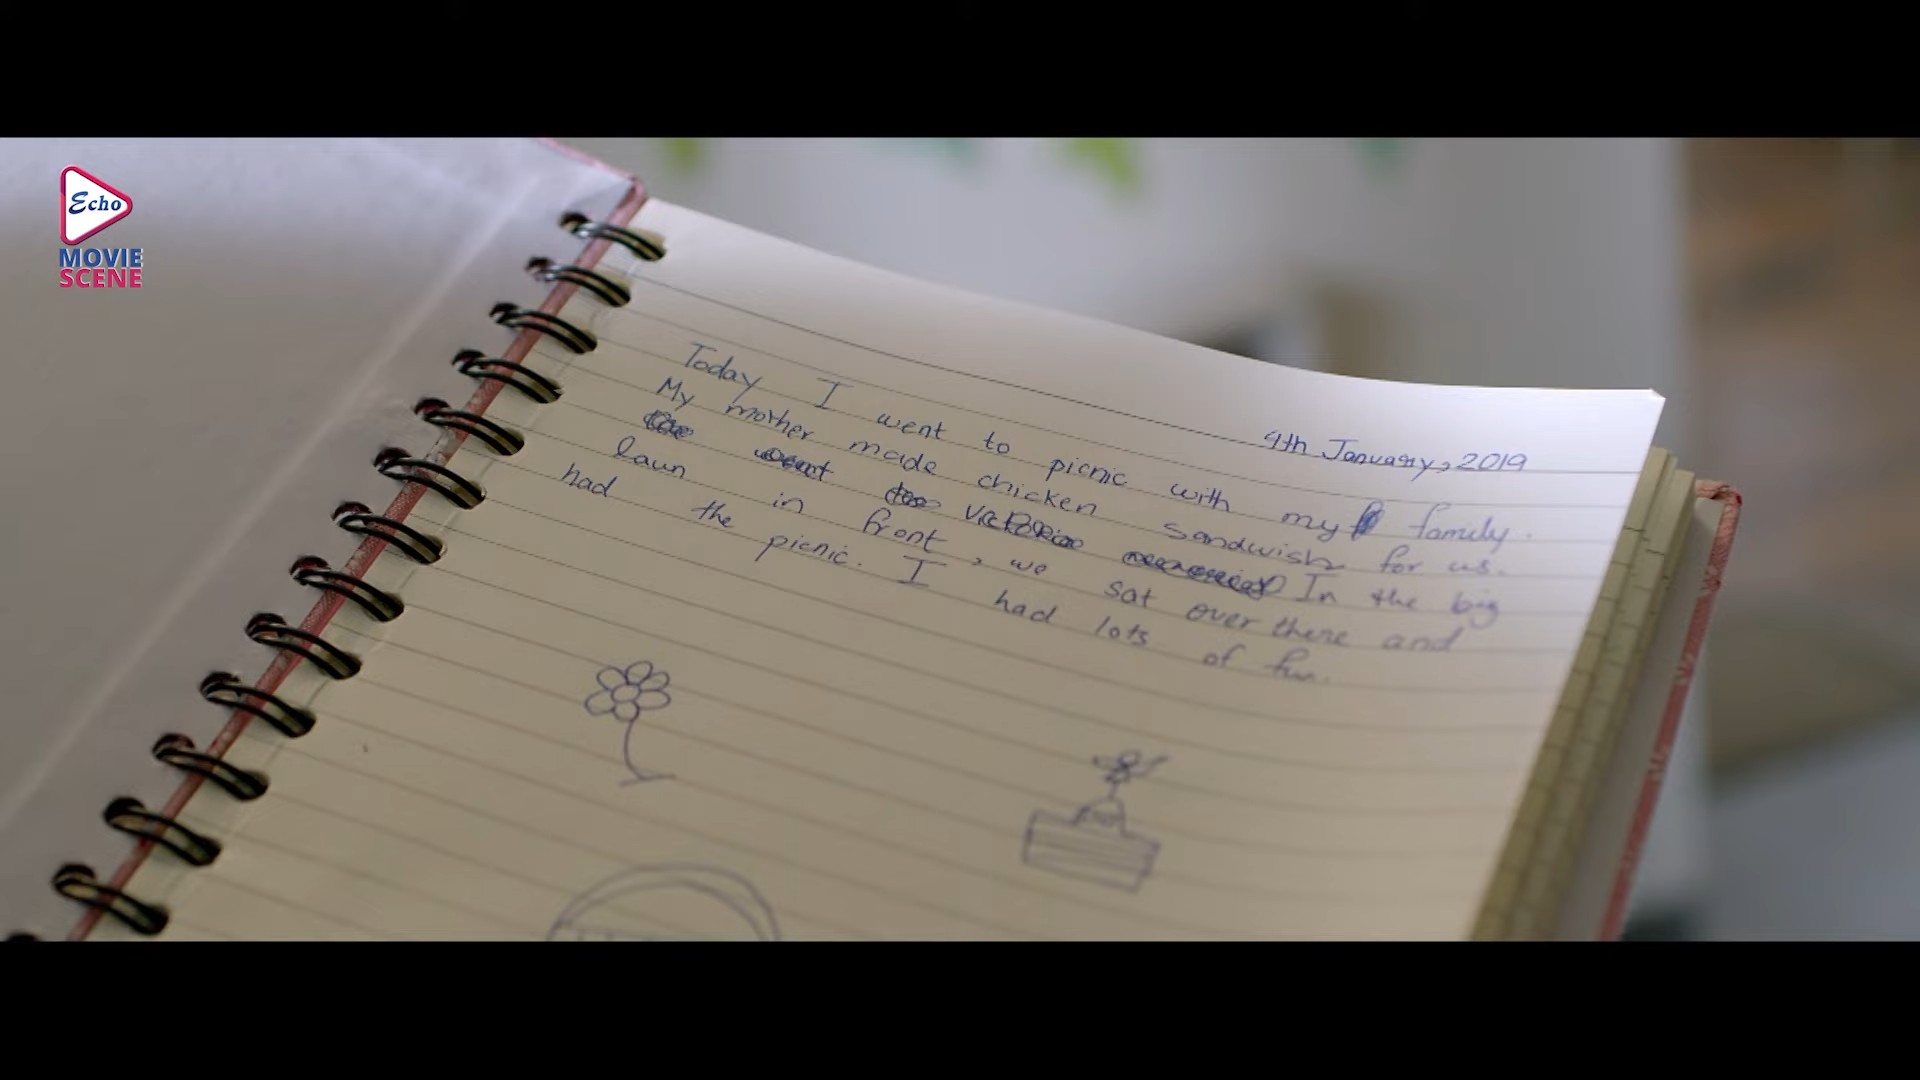 Echo
MOVIE
SCENE
4th January, 2019
Today I went to picnic with my family.
My mother made chicken sandwish for us.
In the big
lawn in front, we sat over there and
had the picnic. I had lots of fun.